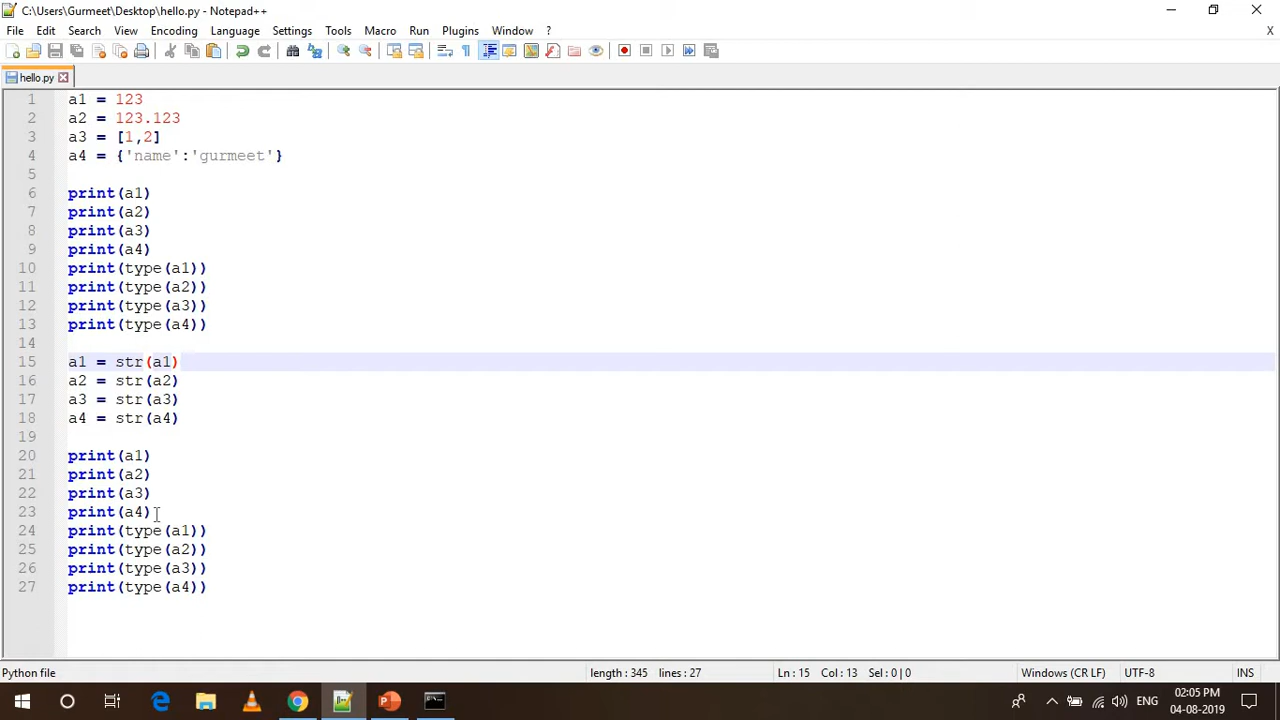 C:\Users\Gurmeet\Desktop\hello.py - Notepad++
File Edit Search View Encoding Language Settings Tools Macro Run Plugins Window ?
X
hello.py
1 a1 = 123
2 a2 = 123.123
3 a3 = [1,2]
4 a4 = {'name':'gurmeet'}
5
6 print(a1)
7 print(a2)
8 print(a3)
9 print(a4)
10 print(type(a1))
11 print(type(a2))
12 print(type(a3))
13 print(type(a4))
14
15 a1 = str(a1)
16 a2 = str(a2)
17 a3 = str(a3)
18 a4 = str(a4)
19
20 print(a1)
21 print(a2)
22 print(a3)
23 print(a4)
24 print(type(a1))
25 print(type(a2))
26 print(type(a3))
27 print(type(a4))
Python file length : 345 lines : 27 Ln : 15 Col : 13 Sel : 0 | 0 Windows (CR LF) UTF-8 INS
ENG
02:05 PM
04-08-2019